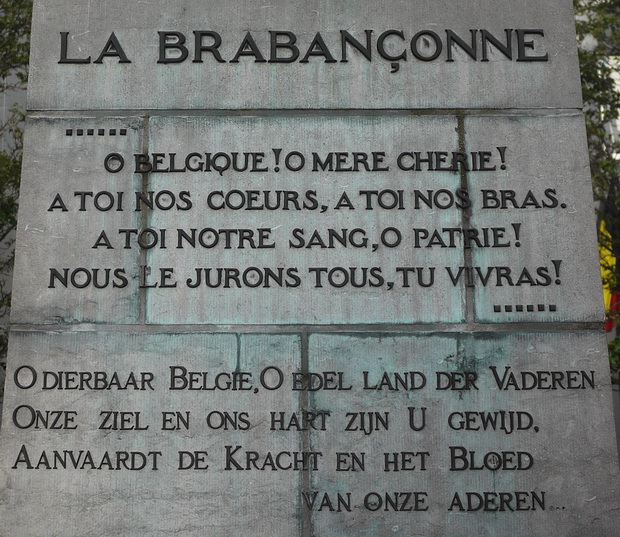 LA BRABANÇONNE
......
O BELGIQUE! O MERE CHERIE!
A TOI NOS COEURS, A TOI NOS BRAS.
A TOI NOTRE SANG, O PATRIE!
NOUS LE JURONS TOUS, TU VIVRAS!
......
O DIERBAAR BELGIE, O EDEL LAND DER VADEREN
ONZE ZIEL EN ONS HART ZIJN U GEWIJD,
AANVAARDT DE KRACHT EN HET BLOED
VAN ONZE ADEREN...